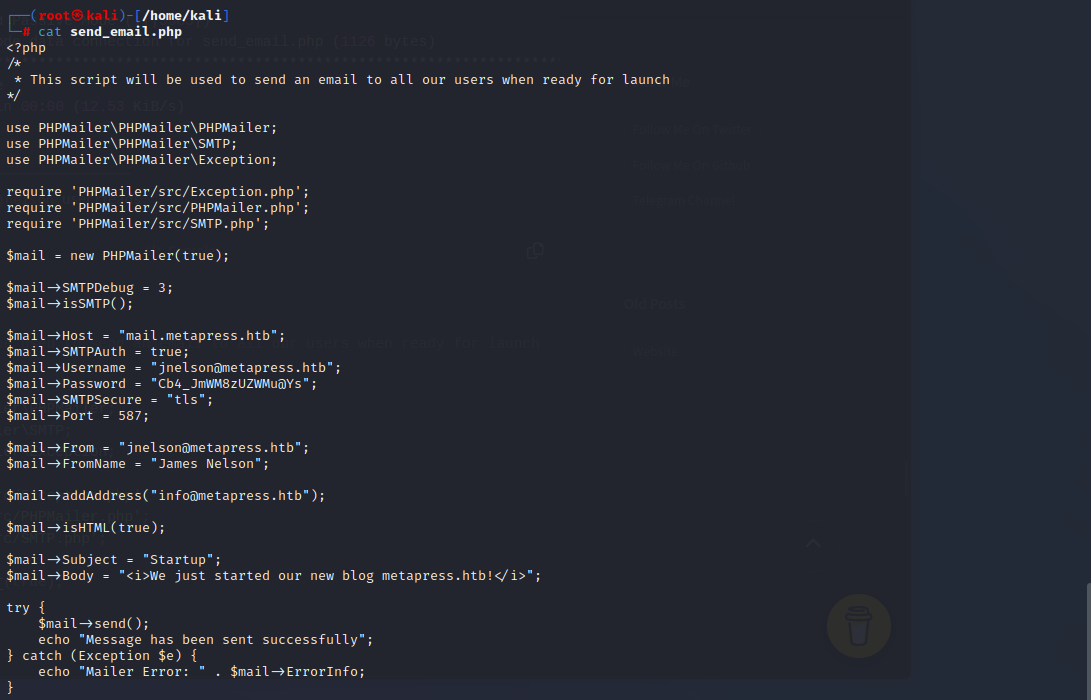 ┌──(root㉿kali)-[/home/kali]
└─# cat send_email.php
<?php
/*
 * This script will be used to send an email to all our users when ready for launch
*/

use PHPMailer\PHPMailer\PHPMailer;
use PHPMailer\PHPMailer\SMTP;
use PHPMailer\PHPMailer\Exception;

require 'PHPMailer/src/Exception.php';
require 'PHPMailer/src/PHPMailer.php';
require 'PHPMailer/src/SMTP.php';

$mail = new PHPMailer(true);

$mail->SMTPDebug = 3;
$mail->isSMTP();

$mail->Host = "mail.metapress.htb";
$mail->SMTPAuth = true;
$mail->Username = "jnelson@metapress.htb";
$mail->Password = "Cb4_JmWM8zUZWMu@Ys";
$mail->SMTPSecure = "tls";
$mail->Port = 587;

$mail->From = "jnelson@metapress.htb";
$mail->FromName = "James Nelson";

$mail->addAddress("info@metapress.htb");

$mail->isHTML(true);

$mail->Subject = "Startup";
$mail->Body = "<i>We just started our new blog metapress.htb!</i>";

try {
    $mail->send();
    echo "Message has been sent successfully";
} catch (Exception $e) {
    echo "Mailer Error: " . $mail->ErrorInfo;
}